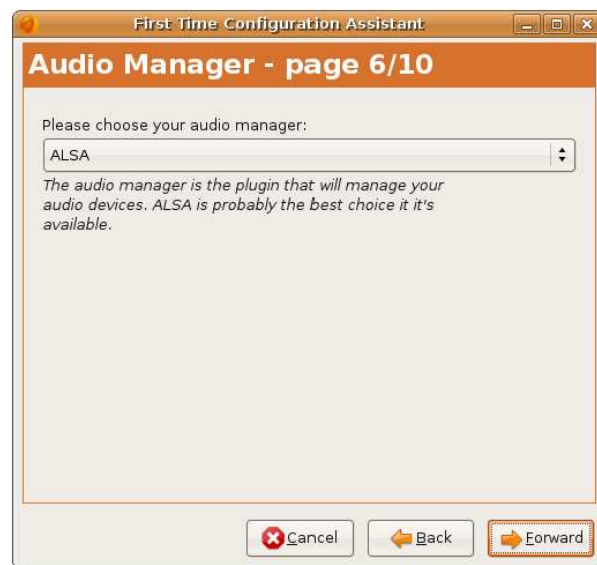 First Time Configuration Assistant
Audio Manager - page 6/10
Please choose your audio manager:
ALSA
The audio manager is the plugin that will manage your
audio devices. ALSA is probably the best choice it it's
available.
Cancel
Back
Forward